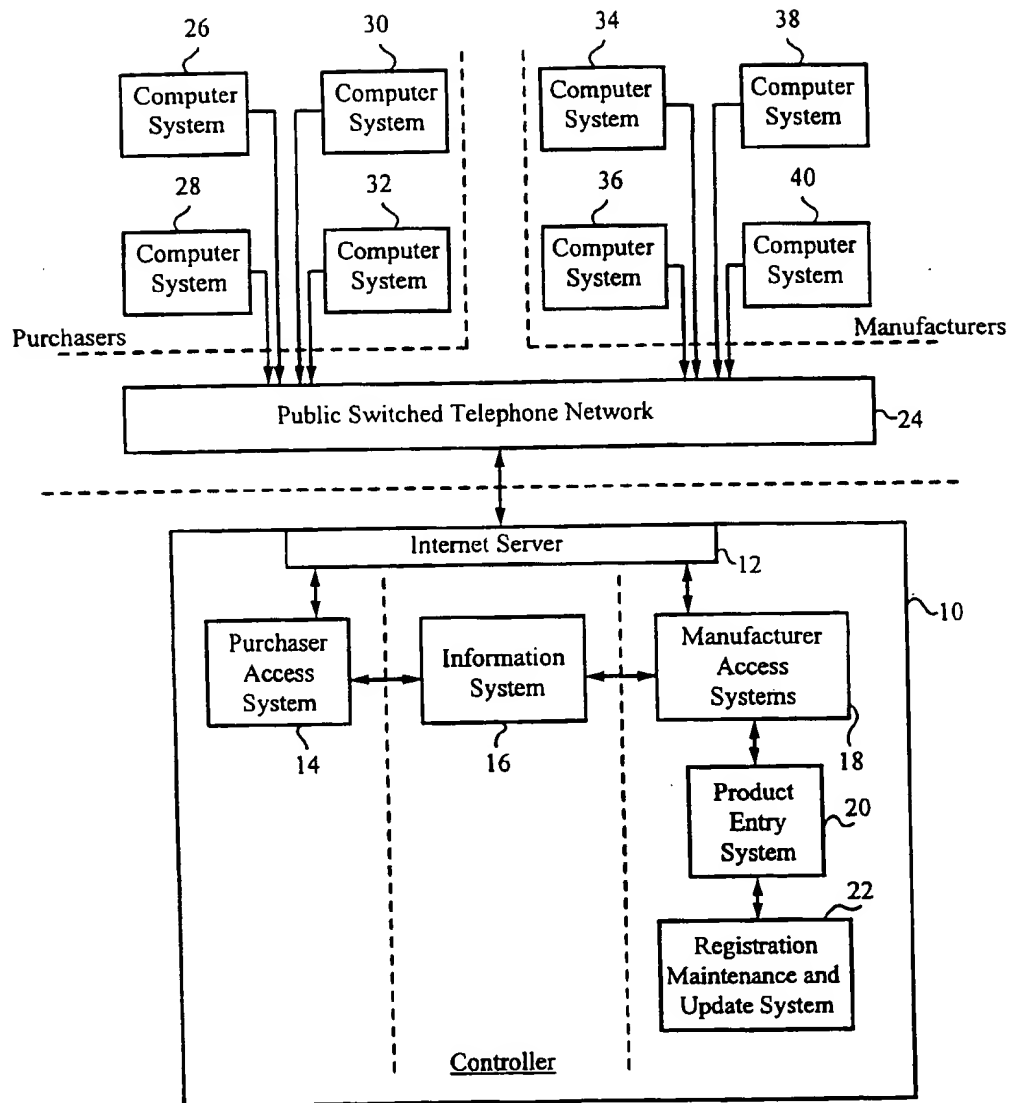 26
30
34
38
Computer
System
Computer
System
Computer
System
Computer
System
28
32
36
40
Computer
System
Computer
System
Computer
System
Computer
System
Purchasers
Manufacturers
Public Switched Telephone Network
24
Internet Server
12
10
Purchaser
Access
System
14
Information
System
16
Manufacturer
Access
Systems
18
Product
Entry
System
20
22
Registration
Maintenance and
Update System
Controller